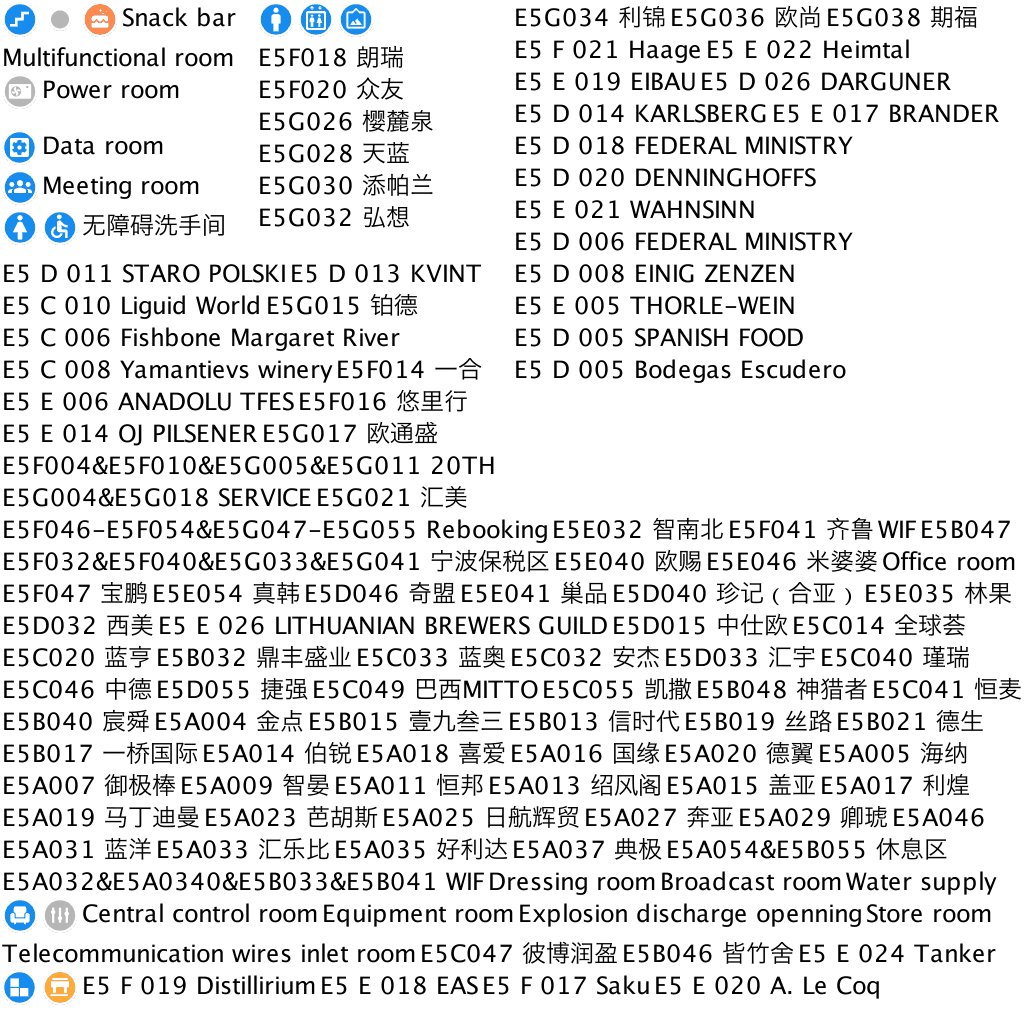 Snack bar
Multifunctional room
Power room
Data room
Meeting room
无障碍洗手间
E5F018 朗瑞
E5F020 众友
E5G026 樱麓泉
E5G028 天蓝
E5G030 添帕兰
E5G032 弘想
E5G034 利锦 E5G036 欧尚 E5G038 期福
E5 F 021 Haage E5 E 022 Heimtal
E5 E 019 EIBAU E5 D 026 DARGUNER
E5 D 014 KARLSBERG E5 E 017 BRANDER
E5 D 018 FEDERAL MINISTRY
E5 D 020 DENNINGHOFFS
E5 E 021 WAHNSINN
E5 D 006 FEDERAL MINISTRY
E5 D 008 EINIG ZENZEN
E5 E 005 THORLE-WEIN
E5 D 005 SPANISH FOOD
E5 D 005 Bodegas Escudero
E5 D 011 STARO POLSKI E5 D 013 KVINT
E5 C 010 Liguid World E5G015 铂德
E5 C 006 Fishbone Margaret River
E5 C 008 Yamantievs winery E5F014 一合
E5 E 006 ANADOLU TFES E5F016 悠里行
E5 E 014 OJ PILSENER E5G017 欧通盛
E5F004&E5F010&E5G005&E5G011 20TH
E5G004&E5G018 SERVICE E5G021 汇美
E5F046-E5F054&E5G047-E5G055 Rebooking E5E032 智南北 E5F041 齐鲁 WIF E5B047
E5F032&E5F040&E5G033&E5G041 宁波保税区 E5E040 欧赐 E5E046 米婆婆 Office room
E5F047 宝鹏 E5E054 真韩 E5D046 奇盟 E5E041 巢品 E5D040 珍记（合亚） E5E035 林果
E5D032 西美 E5 E 026 LITHUANIAN BREWERS GUILD E5D015 中仕欧 E5C014 全球荟
E5C020 蓝亨 E5B032 鼎丰盛业 E5C033 蓝奥 E5C032 安杰 E5D033 汇宇 E5C040 瑾瑞
E5C046 中德 E5D055 捷强 E5C049 巴西MITTO E5C055 凯撒 E5B048 神猎者 E5C041 恒麦
E5B040 宸舜 E5A004 金点 E5B015 壹九叁三 E5B013 信时代 E5B019 丝路 E5B021 德生
E5B017 一桥国际 E5A014 伯锐 E5A018 喜爱 E5A016 国缘 E5A020 德翼 E5A005 海纳
E5A007 御极棒 E5A009 智晏 E5A011 恒邦 E5A013 绍风阁 E5A015 盖亚 E5A017 利煌
E5A019 马丁迪曼 E5A023 芭胡斯 E5A025 日航辉贸 E5A027 奔亚 E5A029 卿琥 E5A046
E5A031 蓝洋 E5A033 汇乐比 E5A035 好利达 E5A037 典极 E5A054&E5B055 休息区
E5A032&E5A0340&E5B033&E5B041 WIF Dressing room Broadcast room Water supply
Central control room Equipment room Explosion discharge openning Store room
Telecommunication wires inlet room E5C047 彼博润盈 E5B046 皆竹舍 E5 E 024 Tanker
E5 F 019 Distillirium E5 E 018 EAS E5 F 017 Saku E5 E 020 A. Le Coq